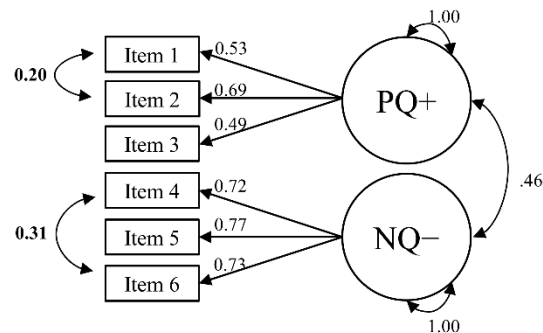 1.00
Item 1
0.53
0.20
Item 2
0.69
PQ+
Item 3
0.49
.46
Item 4
0.72
0.31
Item 5
0.77
NQ−
Item 6
0.73
1.00